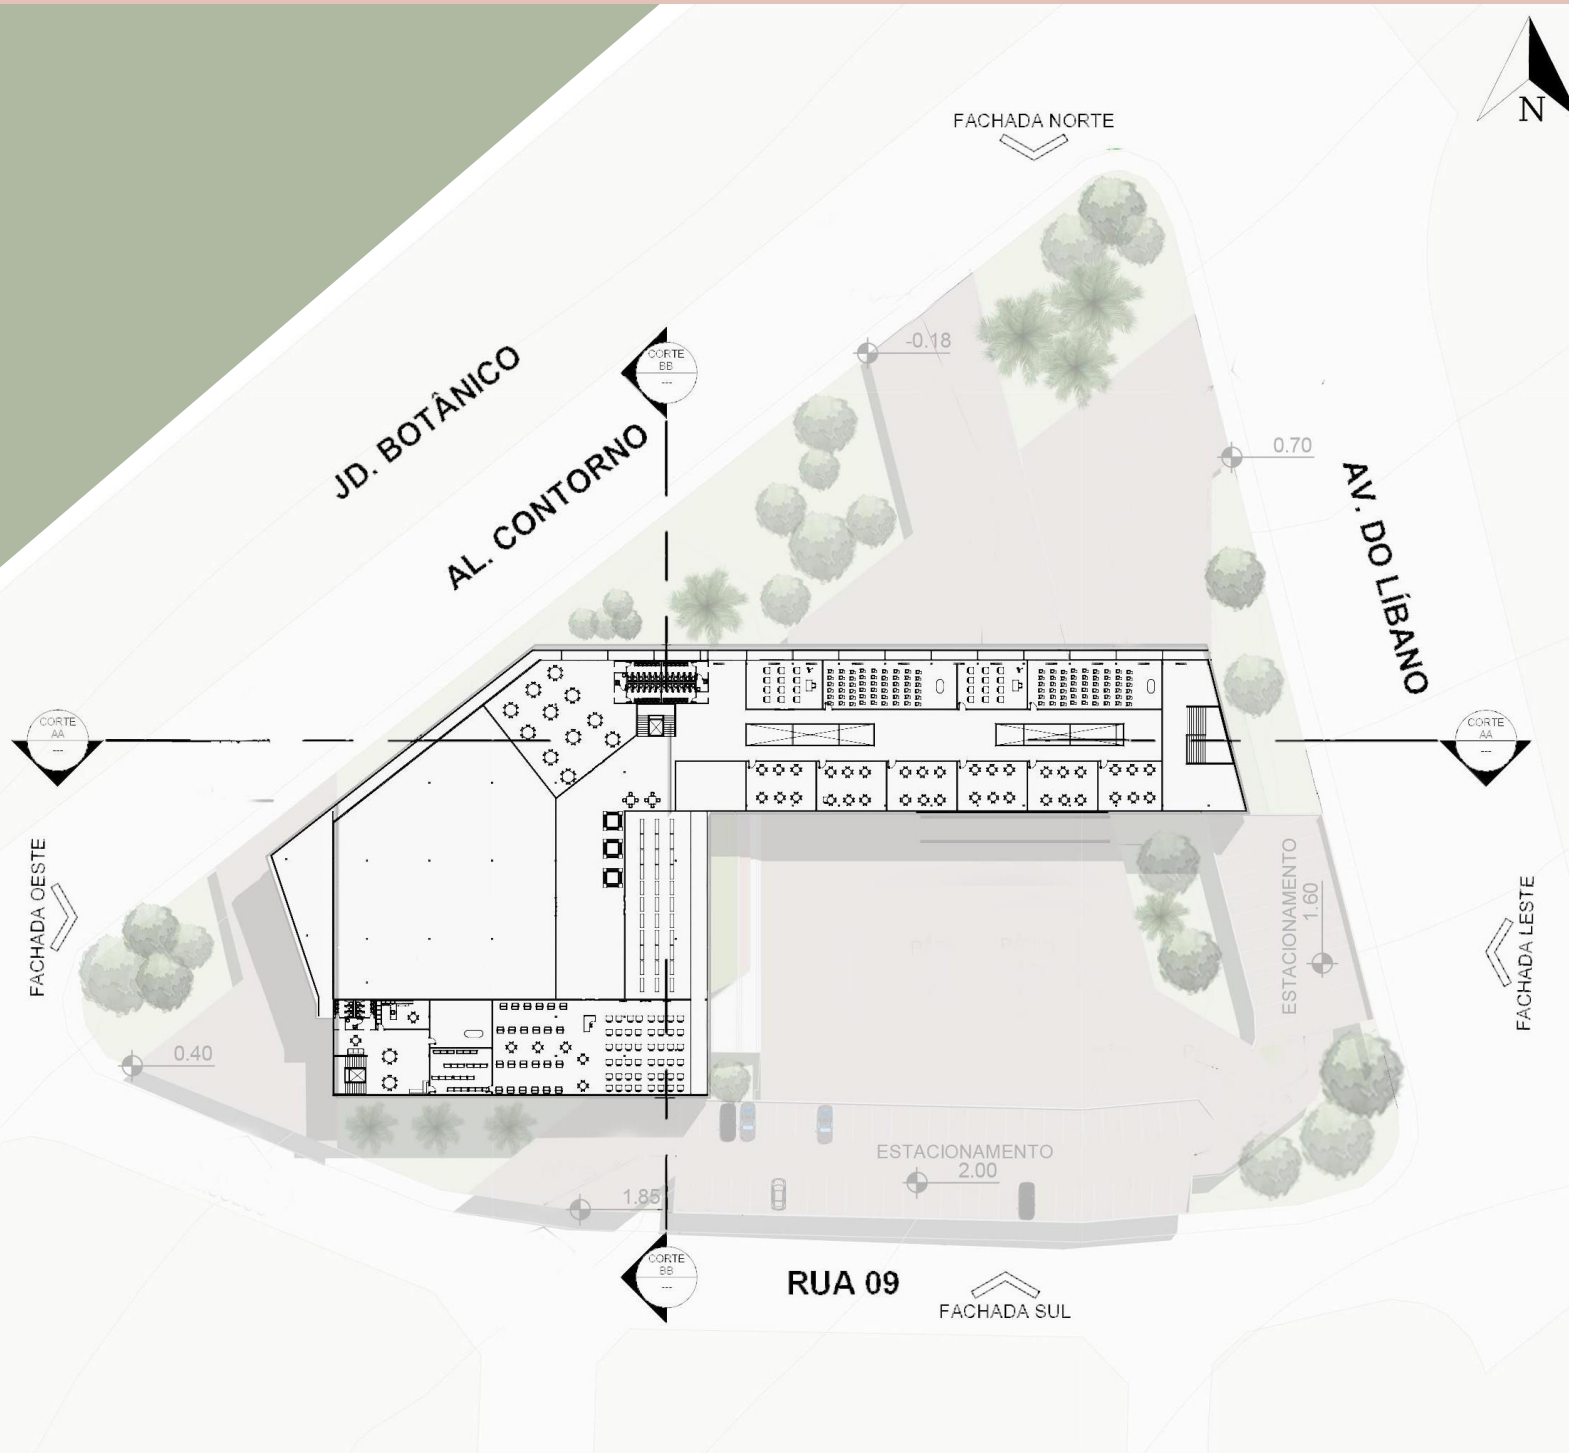 N
FACHADA NORTE
-0.18
CORTE
BB
---
JD. BOTÂNICO
AL. CONTORNO
0.70
AV. DO LÍBANO
CORTE
AA
---
CORTE
AA
---
FACHADA OESTE
ESTACIONAMENTO
1.60
FACHADA LESTE
0.40
ESTACIONAMENTO
2.00
1.85
CORTE
BB
---
RUA 09
FACHADA SUL